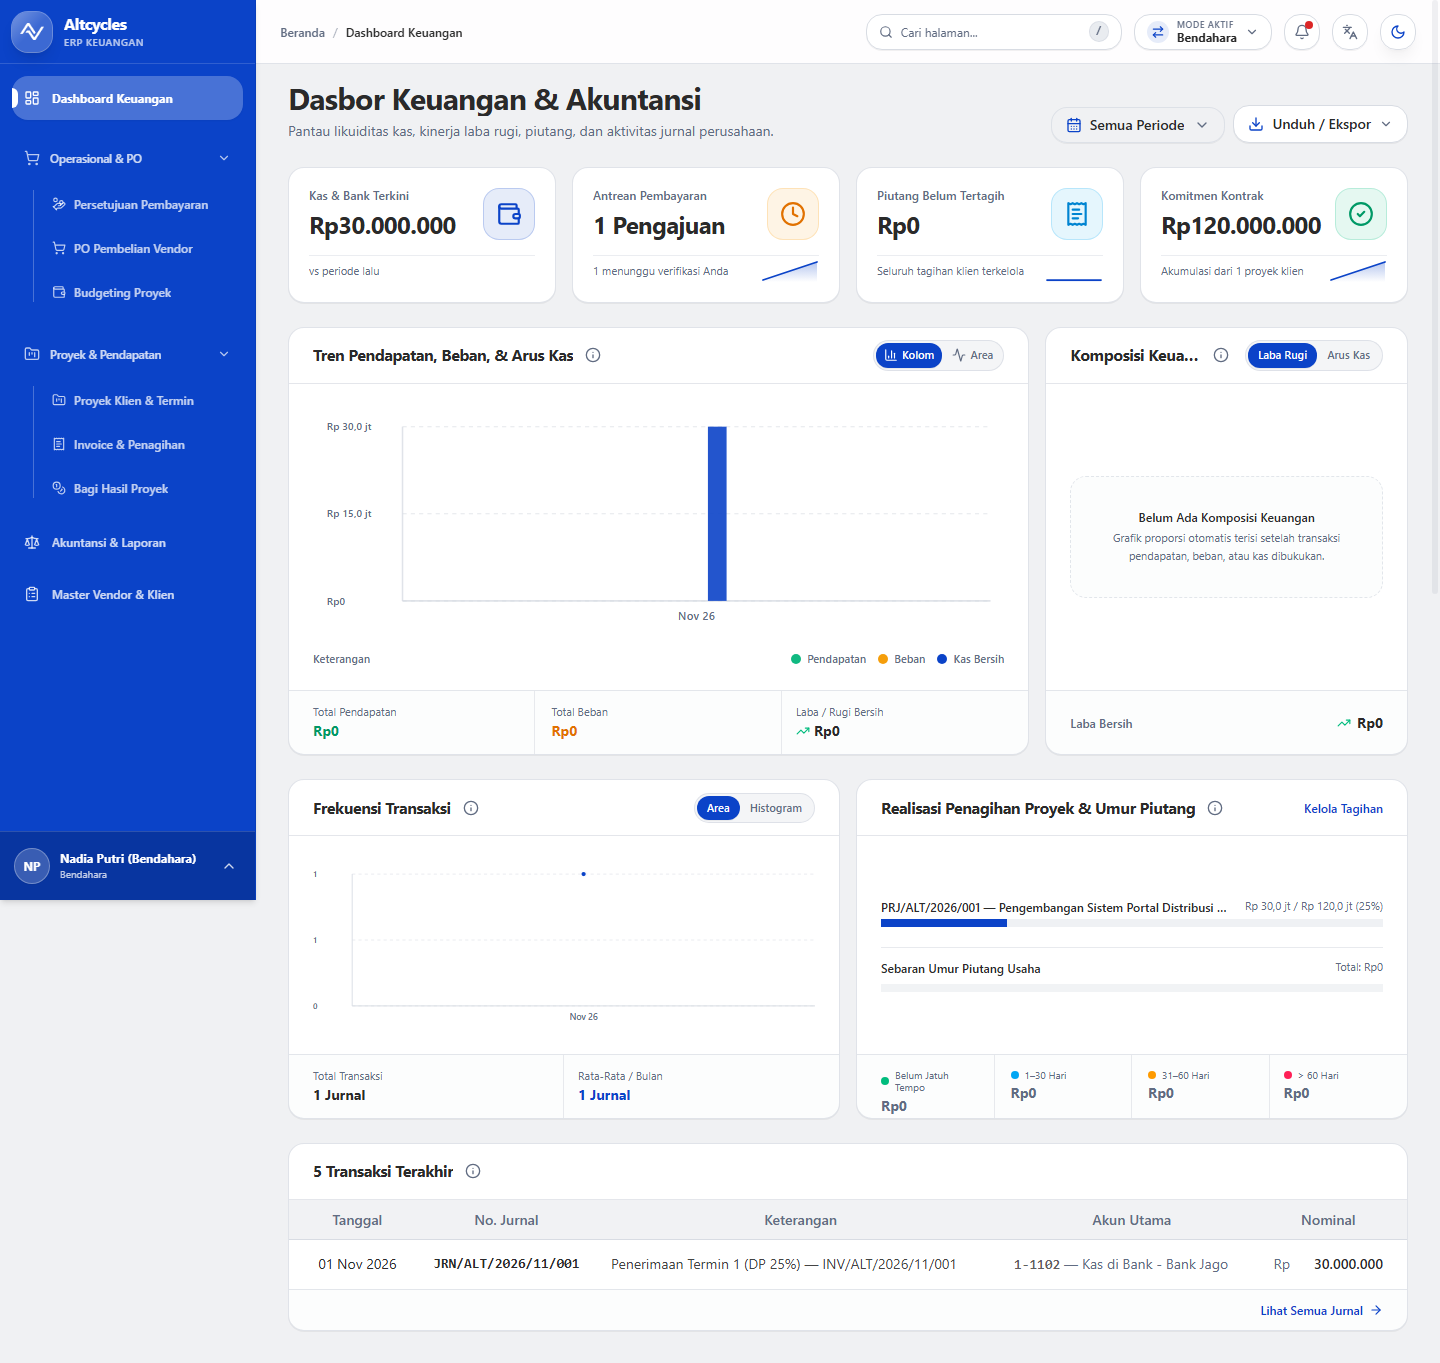 Altcycles
ERP KEUANGAN
Dashboard Keuangan
Operasional & PO
Persetujuan Pembayaran
PO Pembelian Vendor
Budgeting Proyek
Proyek & Pendapatan
Proyek Klien & Termin
Invoice & Penagihan
Bagi Hasil Proyek
Akuntansi & Laporan
Master Vendor & Klien
NP
Nadia Putri (Bendahara)
Bendahara
Beranda / Dashboard Keuangan
Cari halaman...
/
MODE AKTIF
Bendahara
Dasbor Keuangan & Akuntansi
Pantau likuiditas kas, kinerja laba rugi, piutang, dan aktivitas jurnal perusahaan.
Semua Periode
Unduh / Ekspor
Kas & Bank Terkini
Rp30.000.000
vs periode lalu
Antrean Pembayaran
1 Pengajuan
1 menunggu verifikasi Anda
Piutang Belum Tertagih
Rp0
Seluruh tagihan klien terkelola
Komitmen Kontrak
Rp120.000.000
Akumulasi dari 1 proyek klien
Tren Pendapatan, Beban, & Arus Kas
Kolom
Area
Rp 30,0 jt
Rp 15,0 jt
Rp0
Nov 26
Keterangan
Pendapatan
Beban
Kas Bersih
Total Pendapatan
Rp0
Total Beban
Rp0
Laba / Rugi Bersih
Rp0
Komposisi Keua...
Laba Rugi
Arus Kas
Belum Ada Komposisi Keuangan
Grafik proporsi otomatis terisi setelah transaksi
pendapatan, beban, atau kas dibukukan.
Laba Bersih
Rp0
Frekuensi Transaksi
Area
Histogram
1
1
0
Nov 26
Total Transaksi
1 Jurnal
Rata-Rata / Bulan
1 Jurnal
Realisasi Penagihan Proyek & Umur Piutang
Kelola Tagihan
PRJ/ALT/2026/001 — Pengembangan Sistem Portal Distribusi ...
Rp 30,0 jt / Rp 120,0 jt (25%)
Sebaran Umur Piutang Usaha
Total: Rp0
Belum Jatuh
Tempo
Rp0
1–30 Hari
Rp0
31–60 Hari
Rp0
> 60 Hari
Rp0
5 Transaksi Terakhir
Tanggal
No. Jurnal
Keterangan
Akun Utama
Nominal
01 Nov 2026
JRN/ALT/2026/11/001
Penerimaan Termin 1 (DP 25%) — INV/ALT/2026/11/001
1-1102 — Kas di Bank - Bank Jago
Rp 30.000.000
Lihat Semua Jurnal